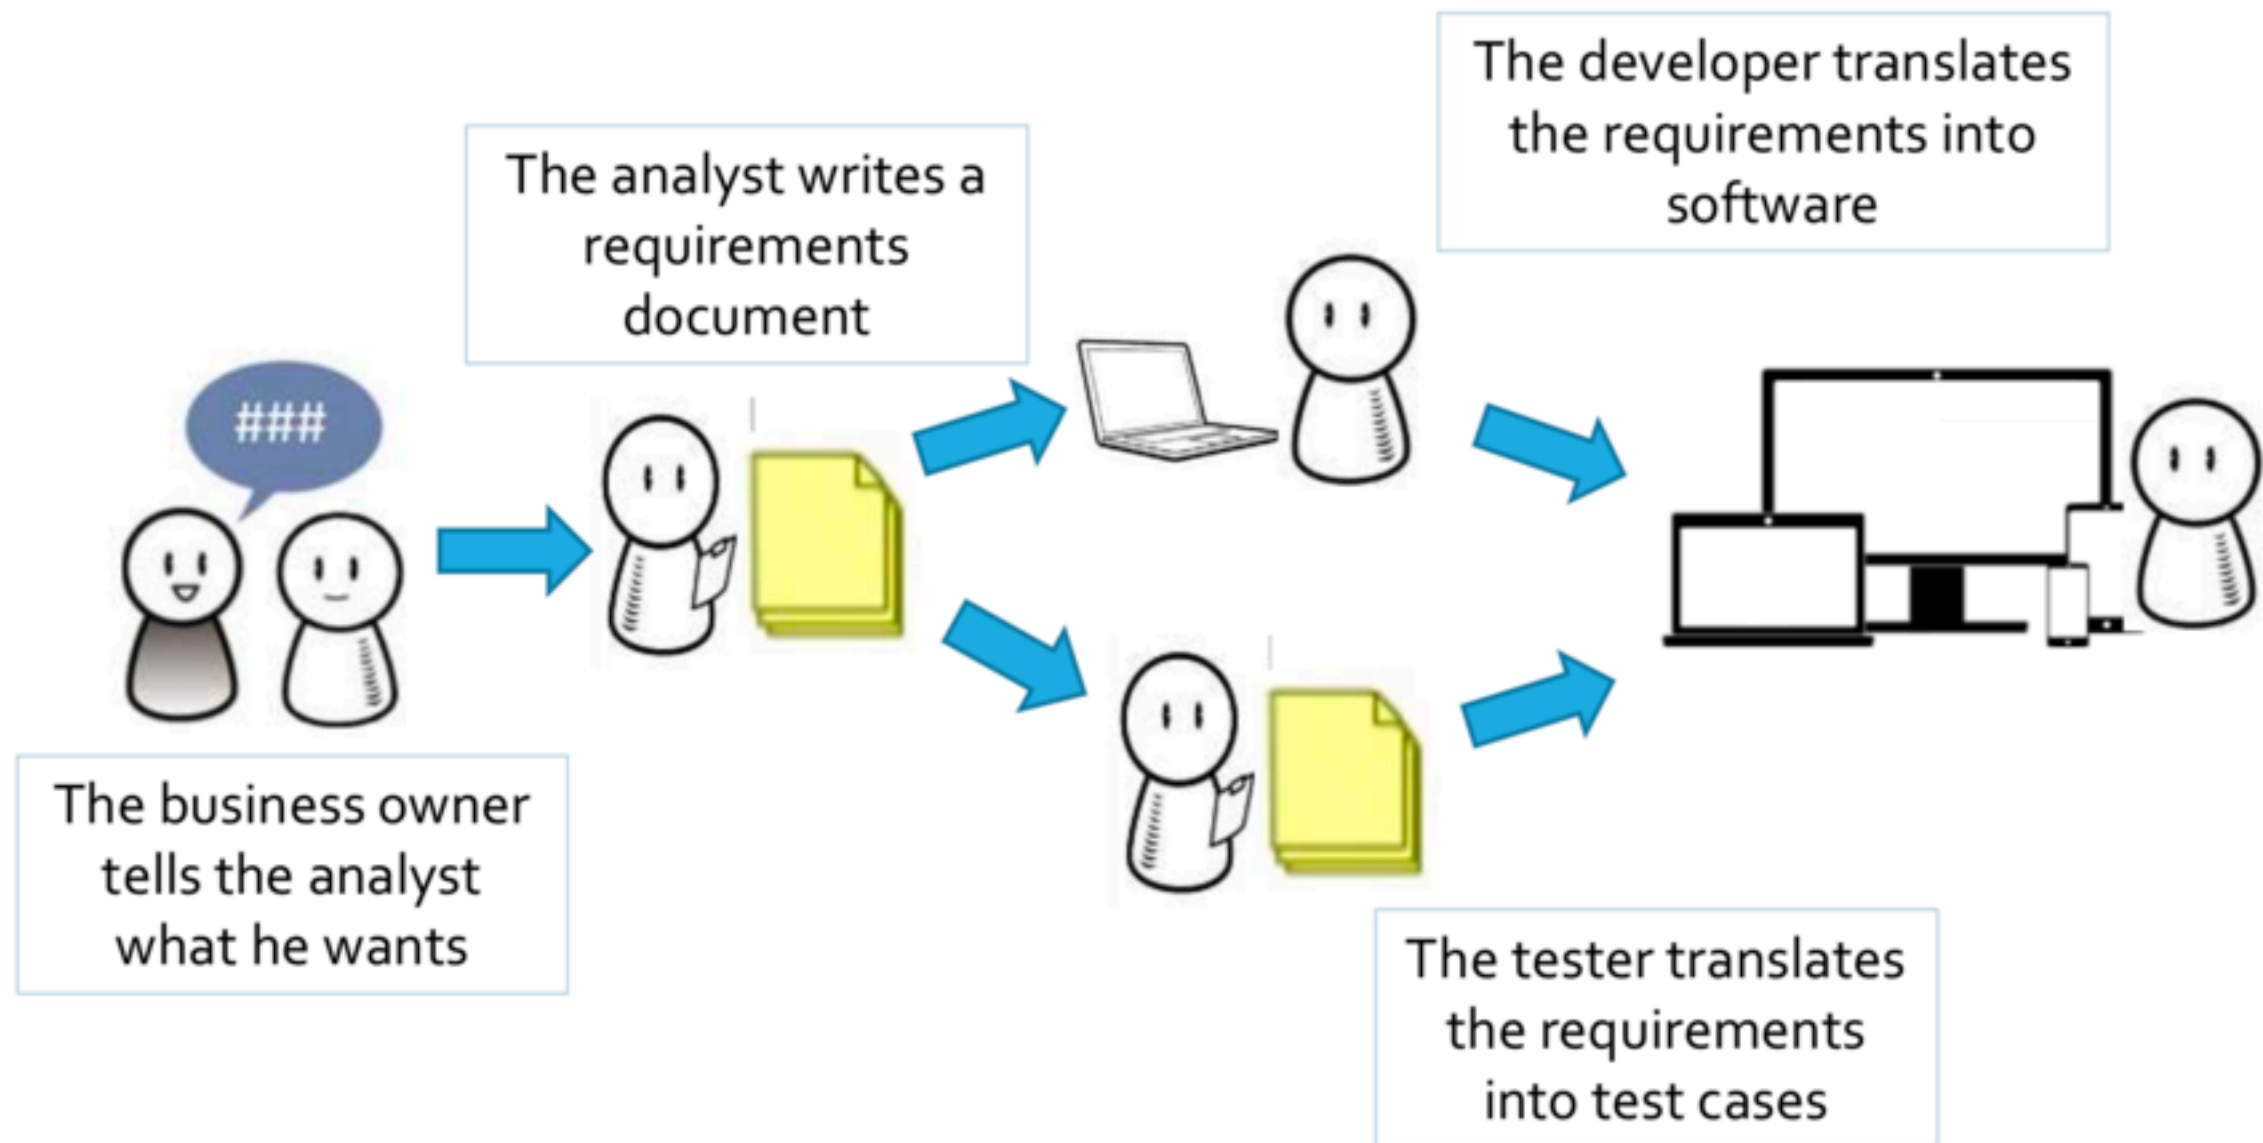 ###
The business owner
tells the analyst
what he wants
The analyst writes a
requirements
document
The developer translates
the requirements into
software
The tester translates
the requirements
into test cases